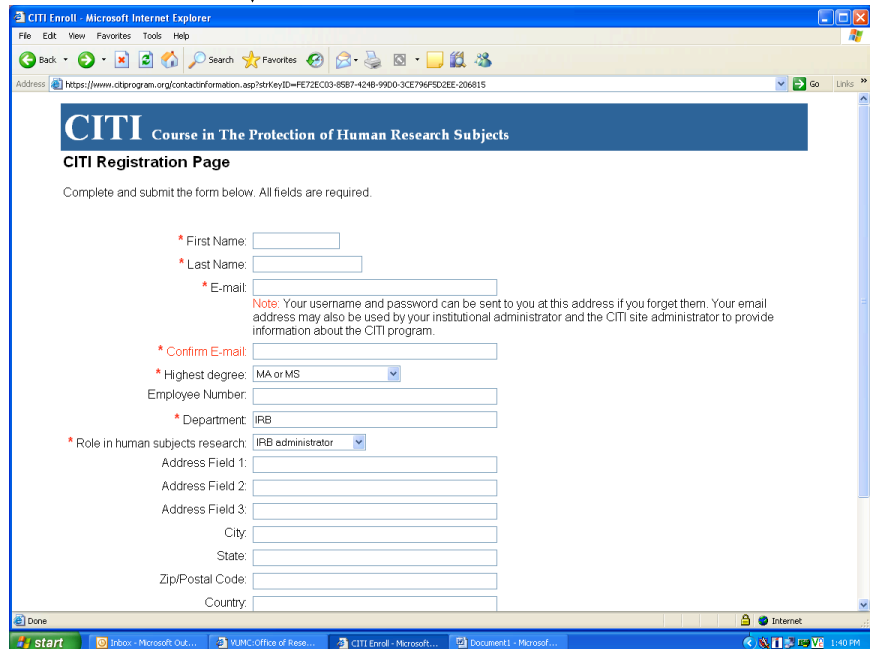 CITI Enroll - Microsoft Internet Explorer
File Edit View Favorites Tools Help
Back Search Favorites
Address https://www.citiprogram.org/contactinformation.asp?strKeyID=FE72EC03-85B7-424B-99D0-3CE796F5D2EE-206815 Go Links »
CITI Course in The Protection of Human Research Subjects
CITI Registration Page
Complete and submit the form below. All fields are required.
* First Name:
* Last Name:
* E-mail:
Note: Your username and password can be sent to you at this address if you forget them. Your email
address may also be used by your institutional administrator and the CITI site administrator to provide
information about the CITI program.
* Confirm E-mail:
* Highest degree: MA or MS
Employee Number:
* Department: IRB
* Role in human subjects research: IRB administrator
Address Field 1:
Address Field 2:
Address Field 3:
City:
State:
Zip/Postal Code:
Country:
Done Internet
start Inbox - Microsoft Out... VUMC:Office of Rese... CITI Enroll - Microsoft... Document1 - Microsof... 1:40 PM